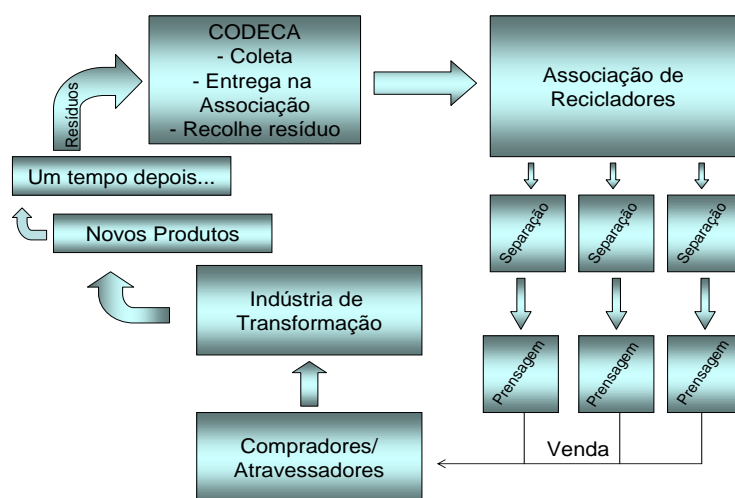 CODECA
- Coleta
- Entrega na
Associação
- Recolhe resíduo
Associação de
Recicladores
Resíduos
Um tempo depois...
Novos Produtos
Separação
Separação
Separação
Indústria de
Transformação
Prensagem
Prensagem
Prensagem
Compradores/
Atravessadores
Venda